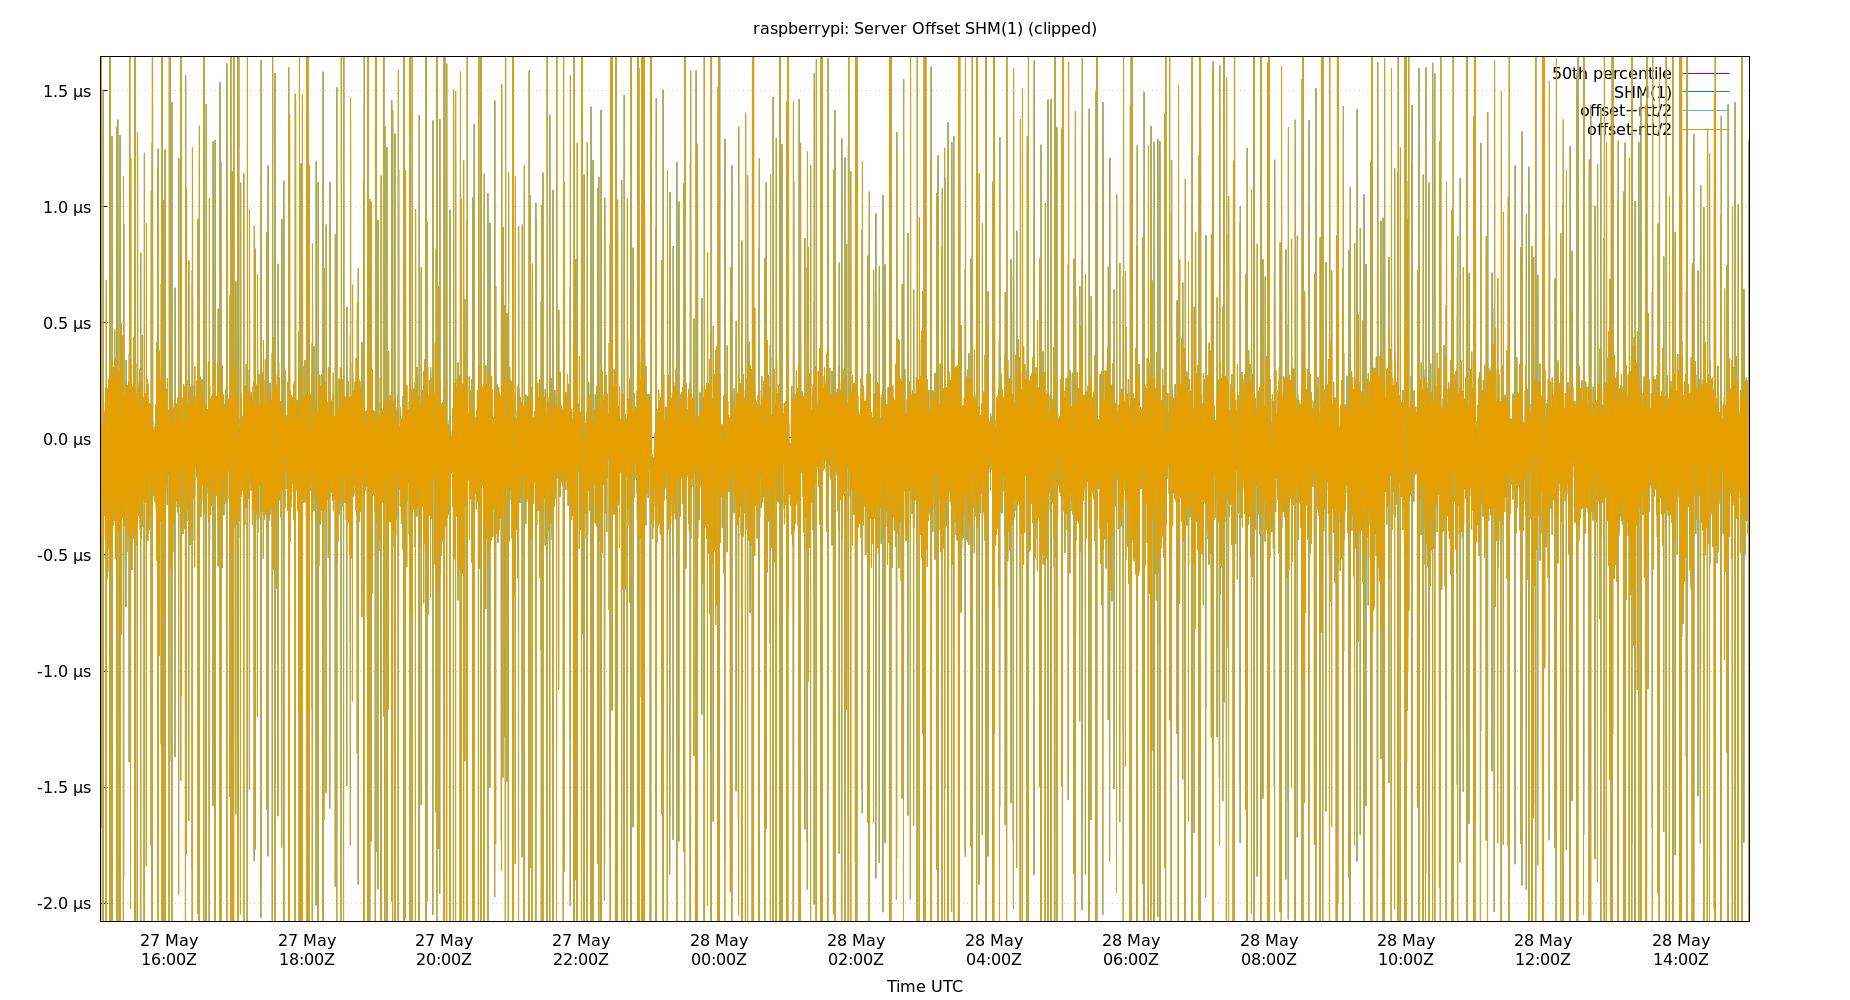 raspberrypi: Server Offset SHM(1) (clipped)
50th percentile
SHM(1)
offset--rtt/2
offset-rtt/2
1.5 µs
1.0 µs
0.5 µs
0.0 µs
-0.5 µs
-1.0 µs
-1.5 µs
-2.0 µs
27 May 27 May 27 May 27 May 28 May 28 May 28 May 28 May 28 May 28 May 28 May 28 May
16:00Z 18:00Z 20:00Z 22:00Z 00:00Z 02:00Z 04:00Z 06:00Z 08:00Z 10:00Z 12:00Z 14:00Z
Time UTC